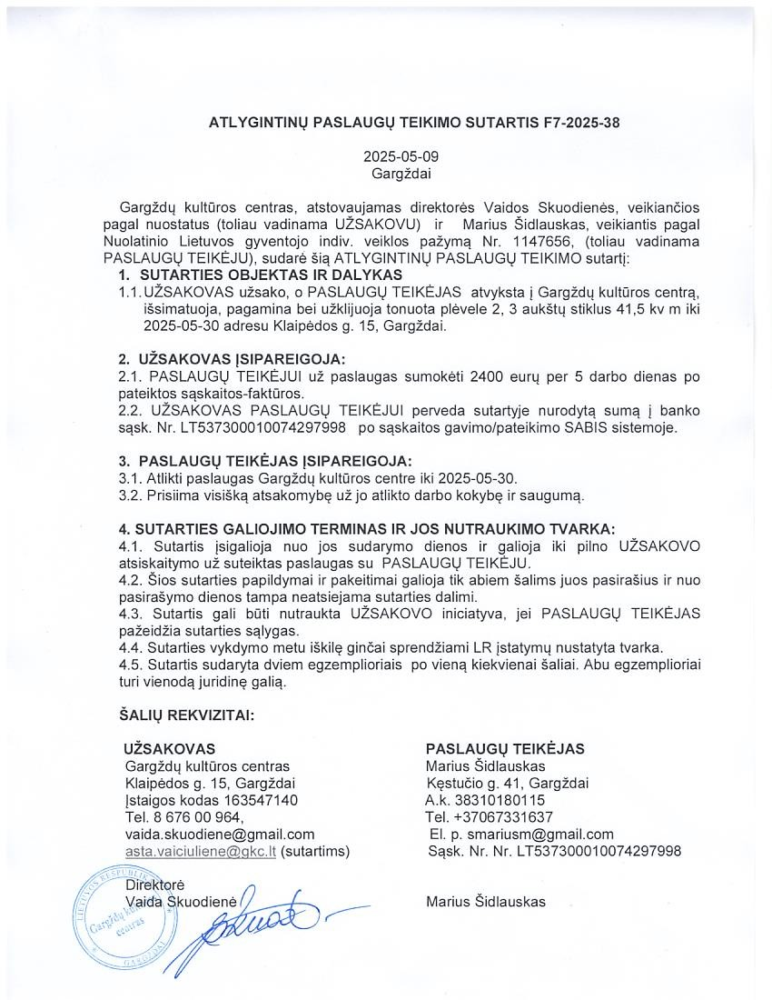 ATLYGINTINŲ PASLAUGŲ TEIKIMO SUTARTIS F7-2025-38
2025-05-09
Gargždai
Gargždų kultūros centras, atstovaujamas direktorės Vaidos Skuodienės, veikiančios
pagal nuostatus (toliau vadinama UŽSAKOVU) ir Marius Šidlauskas, veikiantis pagal
Nuolatinio Lietuvos gyventojo indiv. veiklos pažymą Nr. 1147656, (toliau vadinama
PASLAUGŲ TEIKĖJU), sudarė šią ATLYGINTINŲ PASLAUGŲ TEIKIMO sutartį:
1. SUTARTIES OBJEKTAS IR DALYKAS
1.1. UŽSAKOVAS užsako, o PASLAUGŲ TEIKĖJAS atvyksta į Gargždų kultūros centrą,
išsimatuoja, pagamina bei užklijuoja tonuota plėvele 2, 3 aukštų stiklus 41,5 kv m iki
2025-05-30 adresu Klaipėdos g. 15, Gargždai.
2. UŽSAKOVAS ĮSIPAREIGOJA:
2.1. PASLAUGŲ TEIKĖJUI už paslaugas sumokėti 2400 eurų per 5 darbo dienas po
pateiktos sąskaitos-faktūros.
2.2. UŽSAKOVAS PASLAUGŲ TEIKĖJUI perveda sutartyje nurodytą sumą į banko
sąsk. Nr. LT537300010074297998 po sąskaitos gavimo/pateikimo SABIS sistemoje.
3. PASLAUGŲ TEIKĖJAS ĮSIPAREIGOJA:
3.1. Atlikti paslaugas Gargždų kultūros centre iki 2025-05-30.
3.2. Prisiima visišką atsakomybę už jo atlikto darbo kokybę ir saugumą.
4. SUTARTIES GALIOJIMO TERMINAS IR JOS NUTRAUKIMO TVARKA:
4.1. Sutartis įsigalioja nuo jos sudarymo dienos ir galioja iki pilno UŽSAKOVO
atsiskaitymo už suteiktas paslaugas su PASLAUGŲ TEIKĖJU.
4.2. Šios sutarties papildymai ir pakeitimai galioja tik abiem šalims juos pasirašius ir nuo
pasirašymo dienos tampa neatsiejama sutarties dalimi.
4.3. Sutartis gali būti nutraukta UŽSAKOVO iniciatyva, jei PASLAUGŲ TEIKĖJAS
pažeidžia sutarties sąlygas.
4.4. Sutarties vykdymo metu iškilę ginčai sprendžiami LR įstatymų nustatyta tvarka.
4.5. Sutartis sudaryta dviem egzemplioriais po vieną kiekvienai šaliai. Abu egzemplioriai
turi vienodą juridinę galią.
ŠALIŲ REKVIZITAI:
UŽSAKOVAS
Gargždų kultūros centras
Klaipėdos g. 15, Gargždai
Įstaigos kodas 163547140
Tel. 8 676 00 964,
vaida.skuodiene@gmail.com
asta.vaiciuliene@gkc.lt (sutartims)
Direktorė
Vaida Skuodienė
PASLAUGŲ TEIKĖJAS
Marius Šidlauskas
Kęstučio g. 41, Gargždai
A.k. 38310180115
Tel. +37067331637
El. p. smariusm@gmail.com
Sąsk. Nr. Nr. LT537300010074297998
Marius Šidlauskas
LIETUVOS RESPUBLIKA
Gargždų kultūros
centras
GARGŽDAI